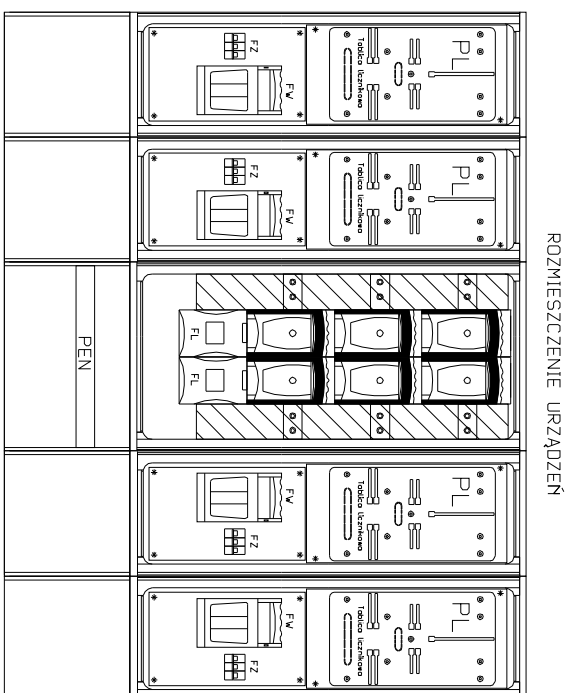 ROZMIESZCZENIE URZĄDZEŃ
PL
PL
PL
PL
Tablica licznikowa
Tablica licznikowa
Tablica licznikowa
Tablica licznikowa
FW
FW
FW
FW
FZ
FZ
FZ
FZ
FL
FL
PEN